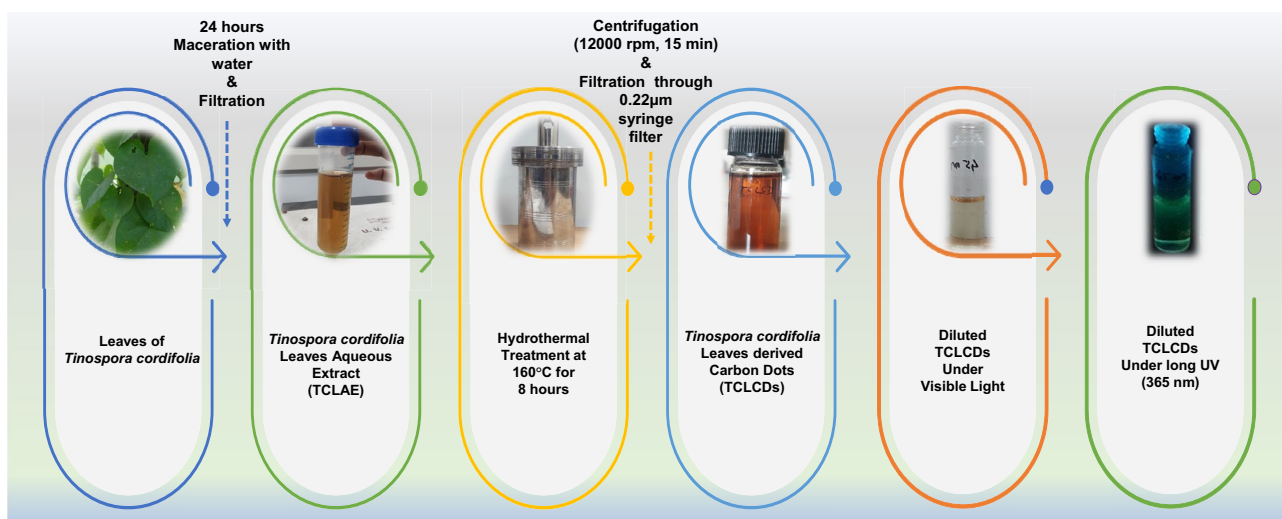 24 hours
Maceration with
water
&
Filtration
Centrifugation
(12000 rpm, 15 min)
&
Filtration through
0.22µm
syringe
filter
Leaves of
Tinospora cordifolia
Tinospora cordifolia
Leaves Aqueous
Extract
(TCLAE)
Hydrothermal
Treatment at
160°C for
8 hours
Tinospora cordifolia
Leaves derived
Carbon Dots
(TCLCDs)
Diluted
TCLCDs
Under
Visible Light
Diluted
TCLCDs
Under long UV
(365 nm)